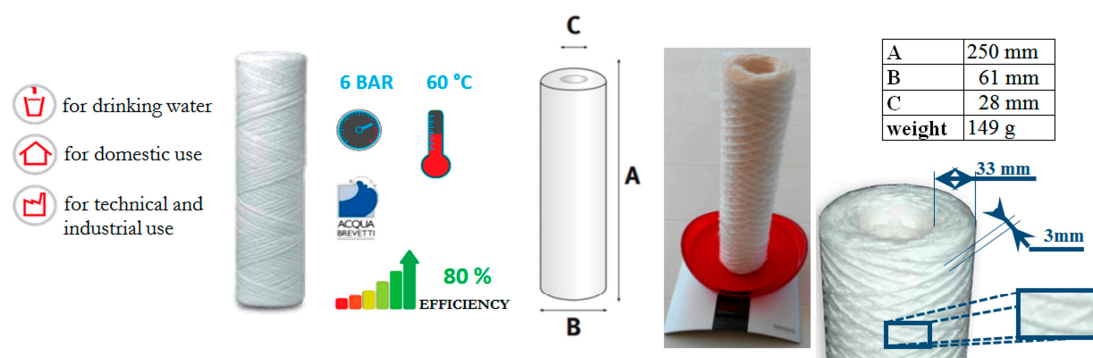 for drinking water
for domestic use
for technical and
industrial use
6 BAR
60 °C
ACQUA
BREVETTI
80 %
EFFICIENCY
C
A
B
A 250 mm
B 61 mm
C 28 mm
weight 149 g
33 mm
3mm